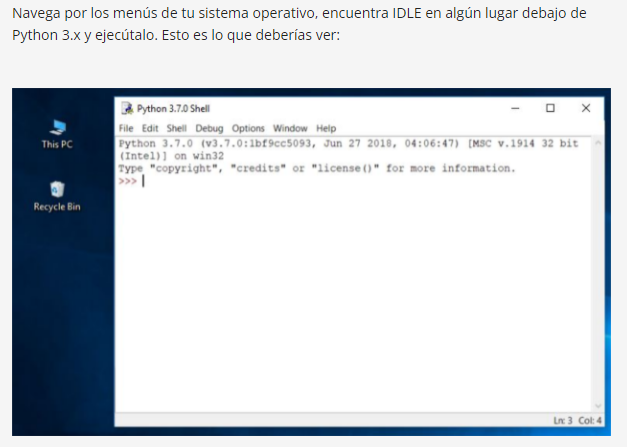 Navega por los menús de tu sistema operativo, encuentra IDLE en algún lugar debajo de
Python 3.x y ejecútalo. Esto es lo que deberías ver:
Python 3.7.0 Shell
File Edit Shell Debug Options Window Help
Python 3.7.0 (v3.7.0:1bf9cc5093, Jun 27 2018, 04:06:47) [MSC v.1914 32 bit
(Intel)] on win32
Type "copyright", "credits" or "license()" for more information.
>>>
This PC
Recycle Bin
Ln: 3 Col: 4